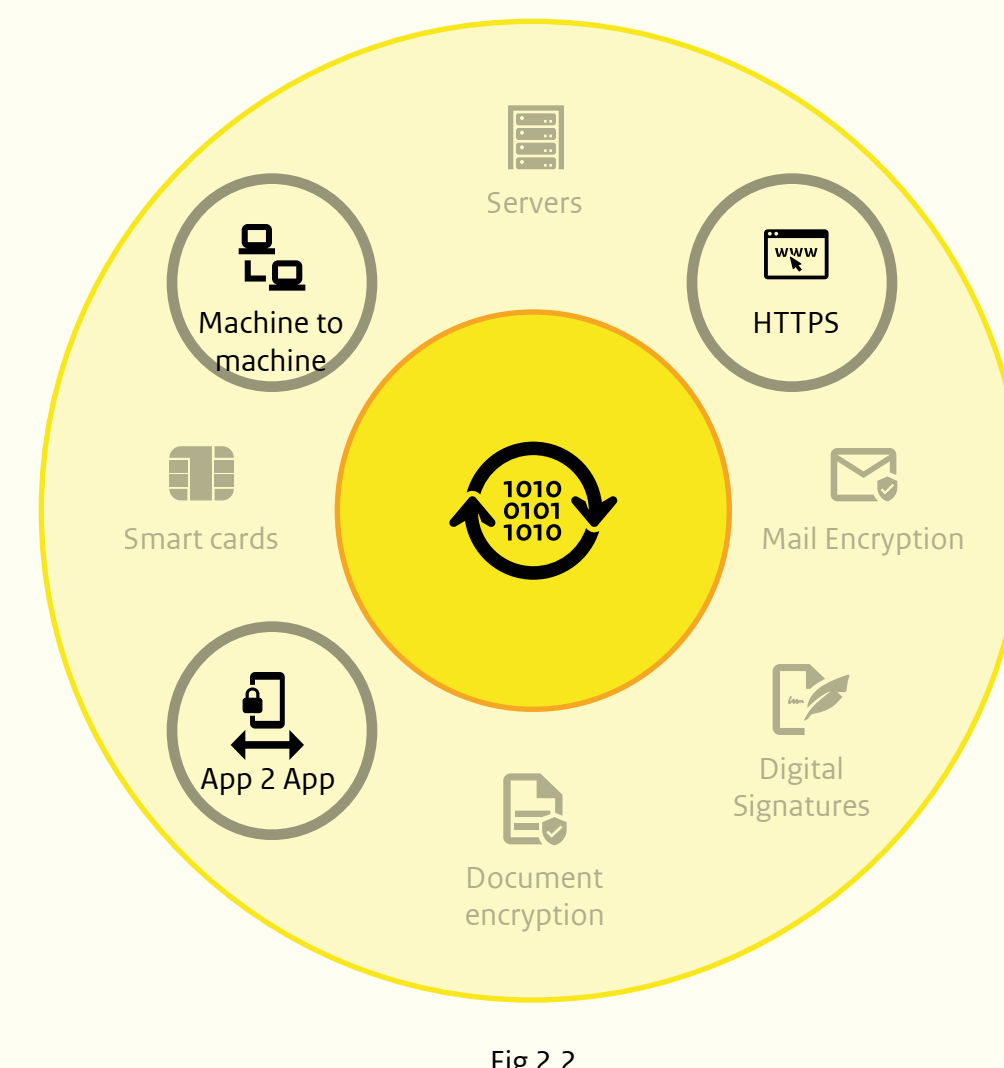 Servers
Machine to
machine
www
HTTPS
1010
0101
1010
Smart cards
Mail Encryption
App 2 App
Digital
Signatures
Document
encryption
Fig 2.2